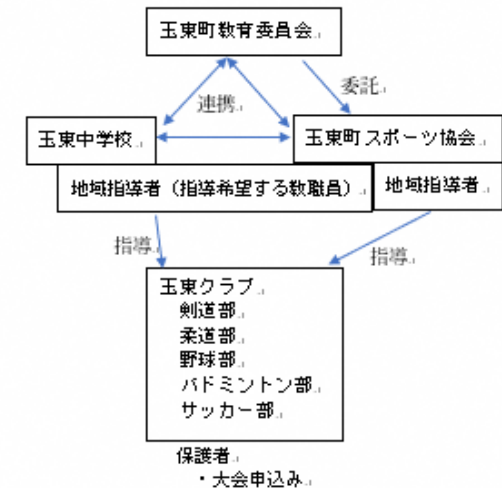 玉東町教育委員会
委託
連携
玉東中学校
玉東町スポーツ協会
地域指導者（指導希望する教職員）
地域指導者
指導
指導
玉東クラブ
剣道部
柔道部
野球部
バドミントン部
サッカー部
保護者
・大会申込み